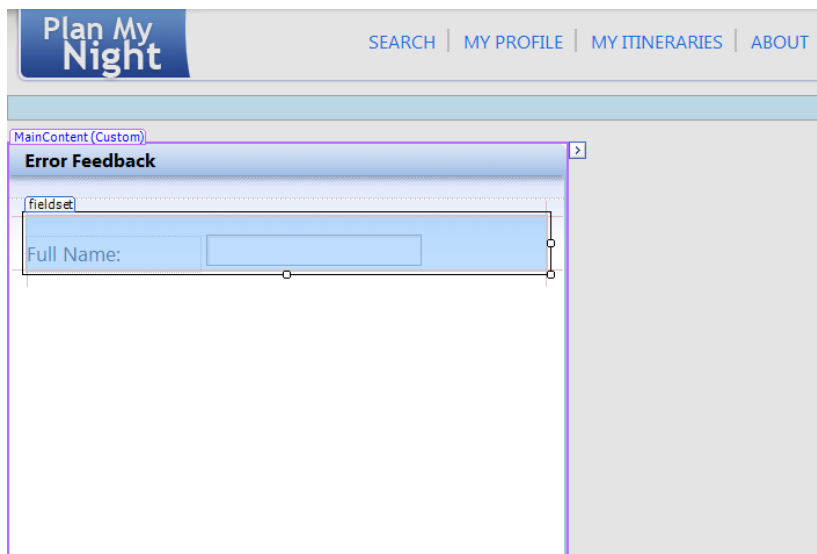 Plan My
Night
SEARCH | MY PROFILE | MY ITINERARIES | ABOUT
MainContent (Custom)
Error Feedback
fieldset
Full Name: